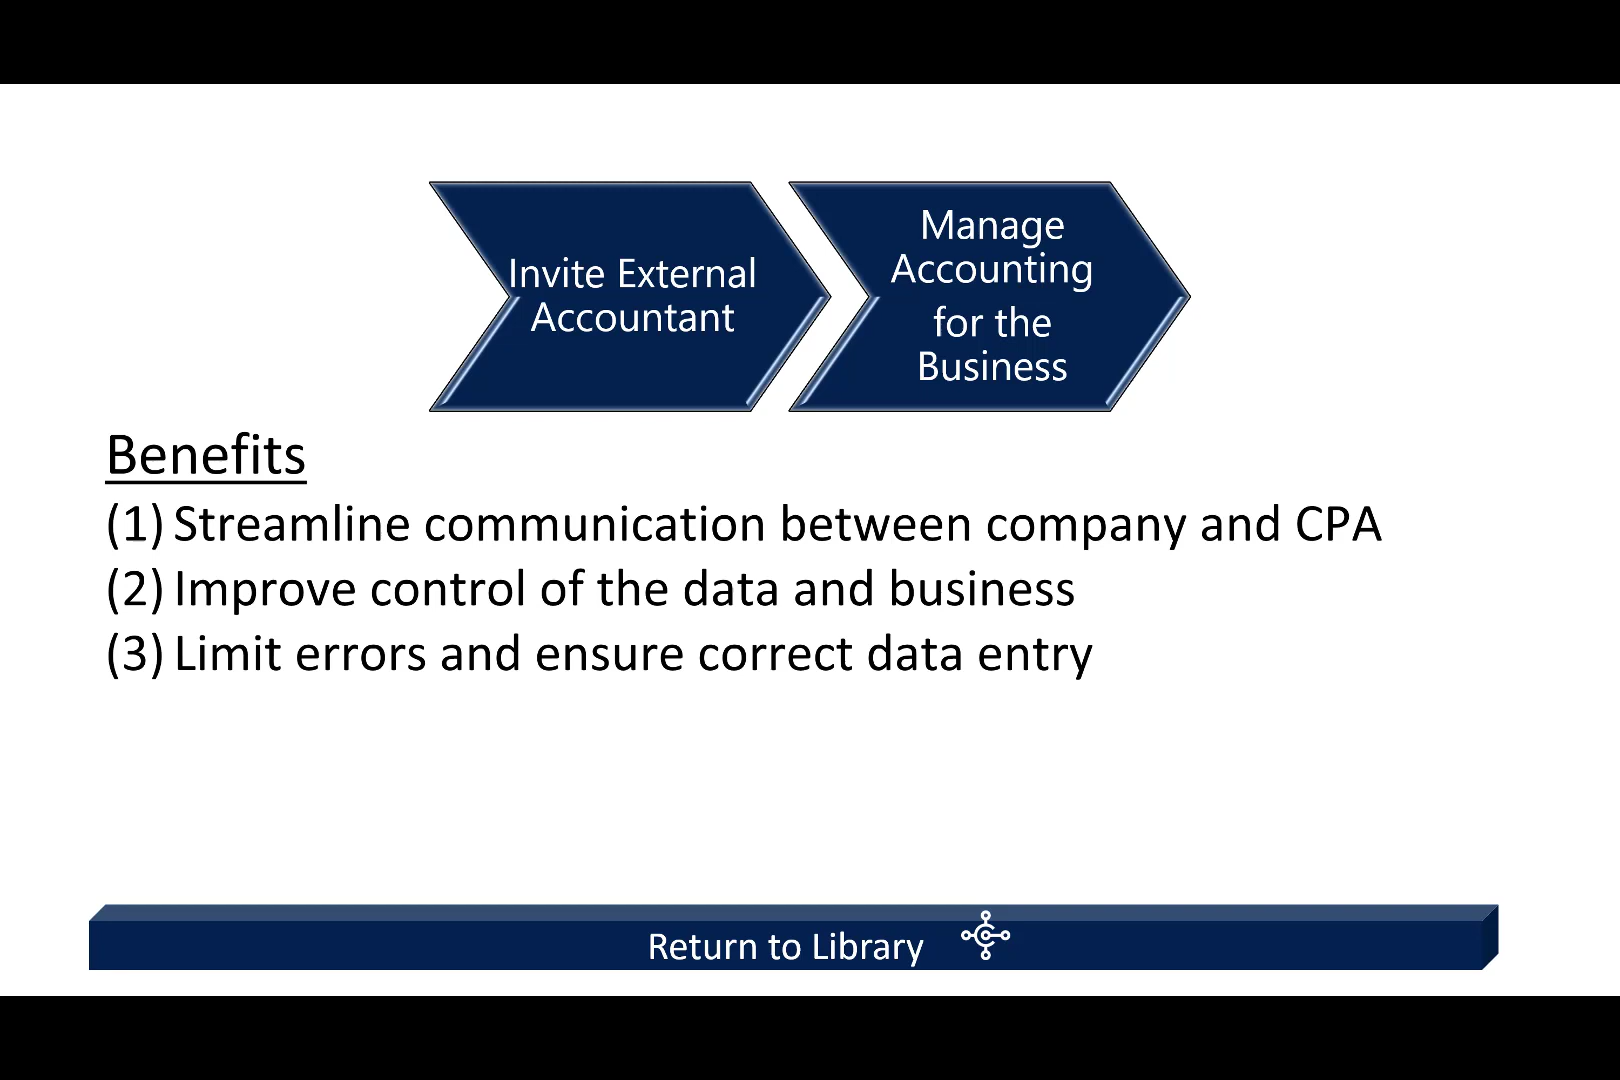 Invite External
Accountant
Manage
Accounting
for the
Business
Benefits
(1) Streamline communication between company and CPA
(2) Improve control of the data and business
(3) Limit errors and ensure correct data entry
Return to Library